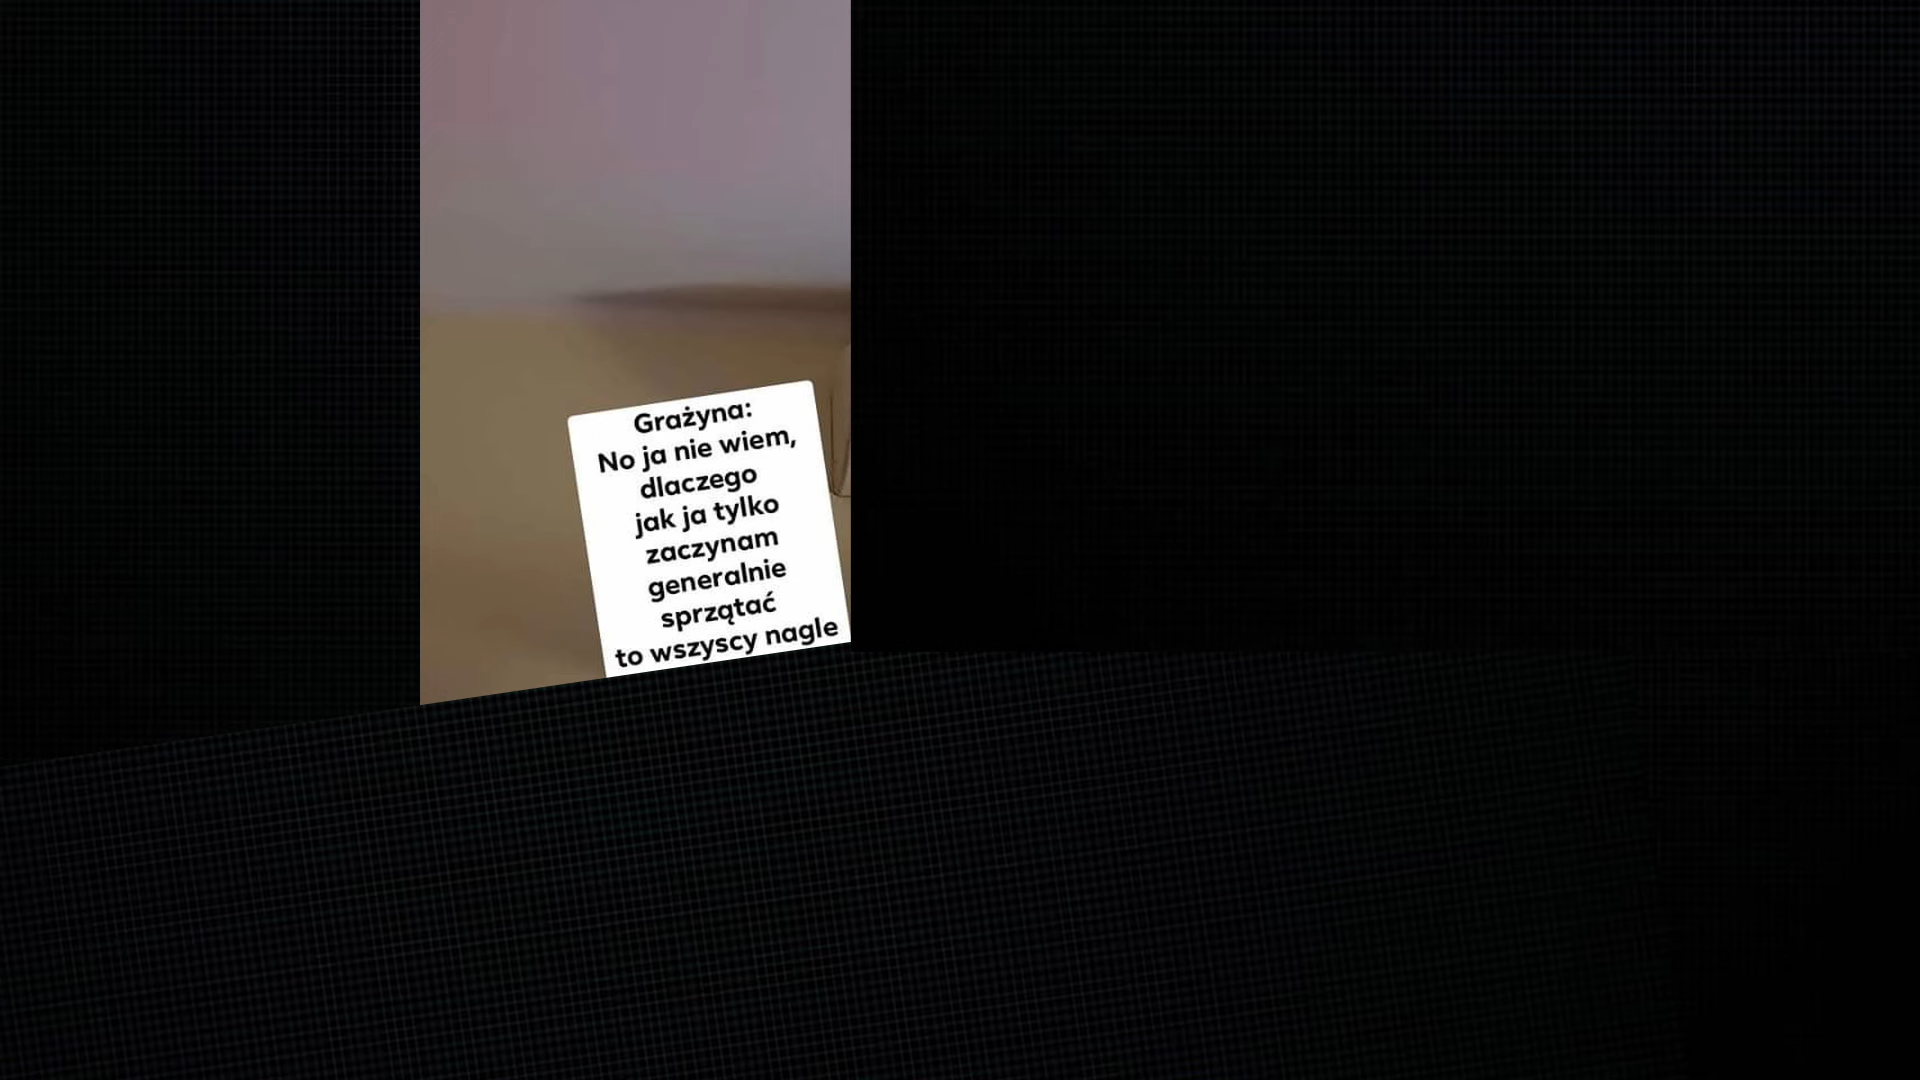 Grażyna:
No ja nie wiem,
dlaczego
jak ja tylko
zaczynam
generalnie
sprzątać
to wszyscy nagle